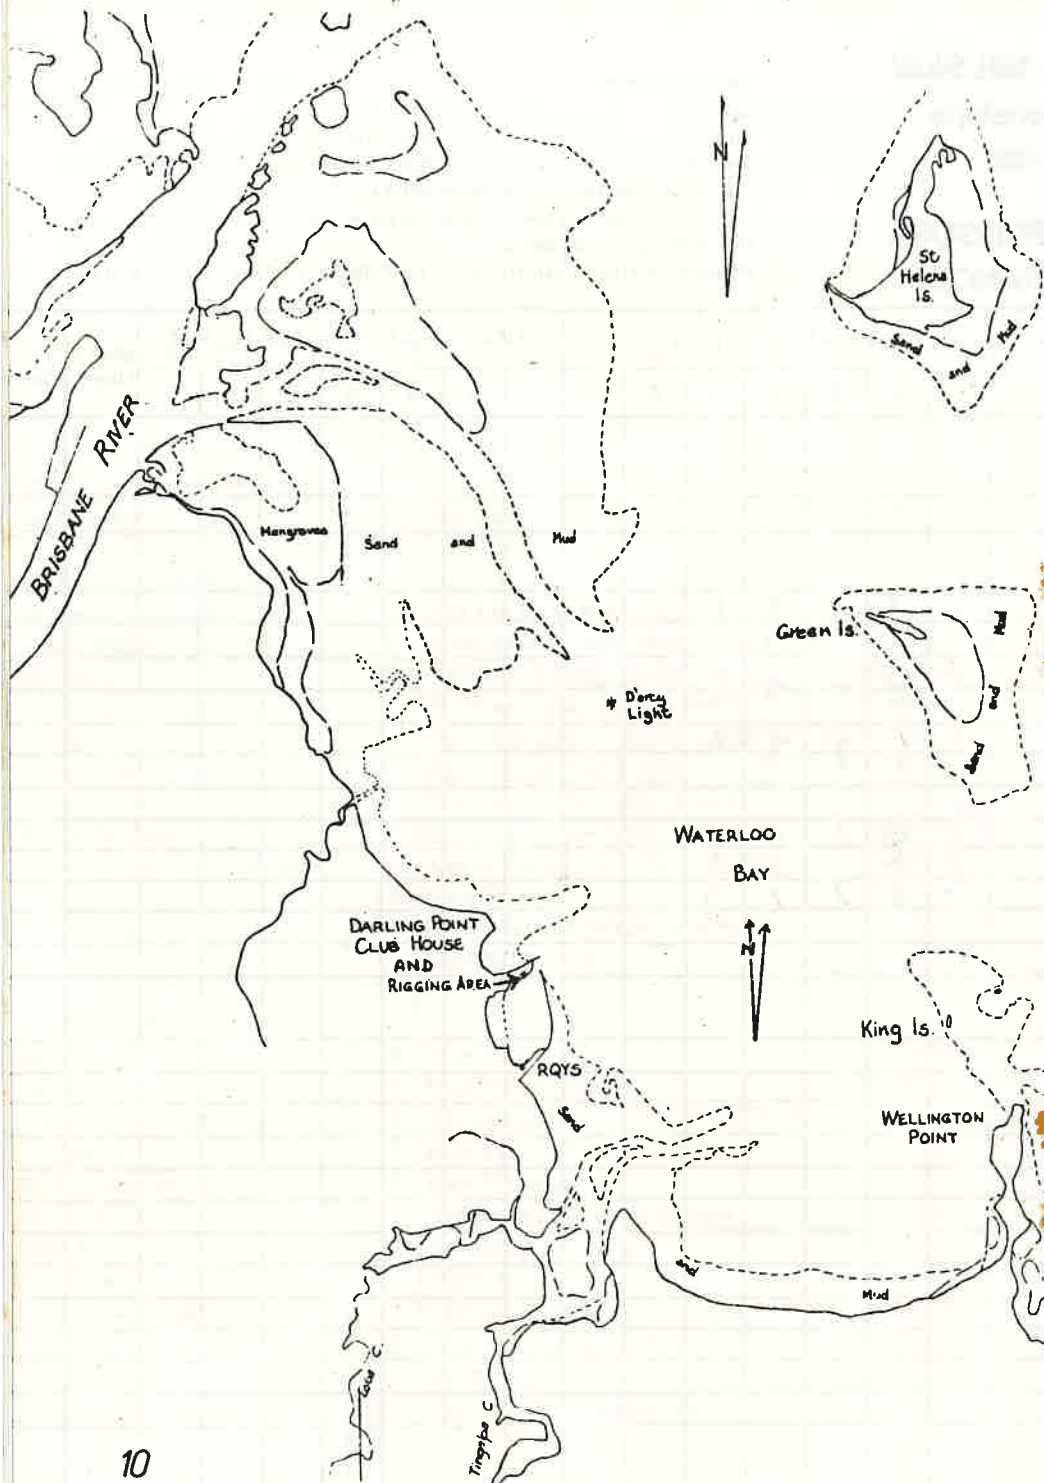 N
St
Helena
Is.
Sand and Mud
BRISBANE RIVER
Mangroves
Sand and Mud
Green Is.
Mud
and
Sand
D'arcy
Light
WATERLOO
BAY
DARLING POINT
CLUB HOUSE
AND
RIGGING AREA
N
King Is.
RQYS
Sand
WELLINGTON
POINT
and
Mud
C
Tingalpa C
10